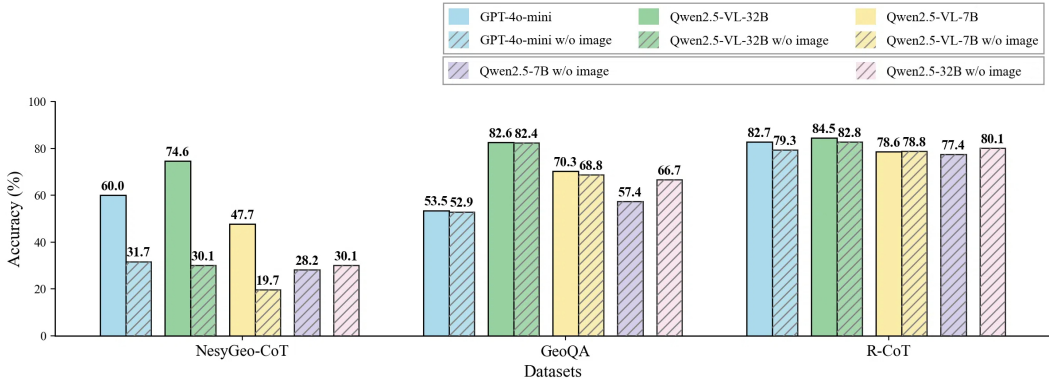 GPT-4o-mini Qwen2.5-VL-32B Qwen2.5-VL-7B
GPT-4o-mini w/o image Qwen2.5-VL-32B w/o image Qwen2.5-VL-7B w/o image
Qwen2.5-7B w/o image Qwen2.5-32B w/o image
Accuracy (%)
100
80
60
40
20
0
60.0 31.7 74.6 30.1 47.7 19.7 28.2 30.1
53.5 52.9 82.6 82.4 70.3 68.8 57.4 66.7
82.7 79.3 84.5 82.8 78.6 78.8 77.4 80.1
NesyGeo-CoT GeoQA R-CoT
Datasets